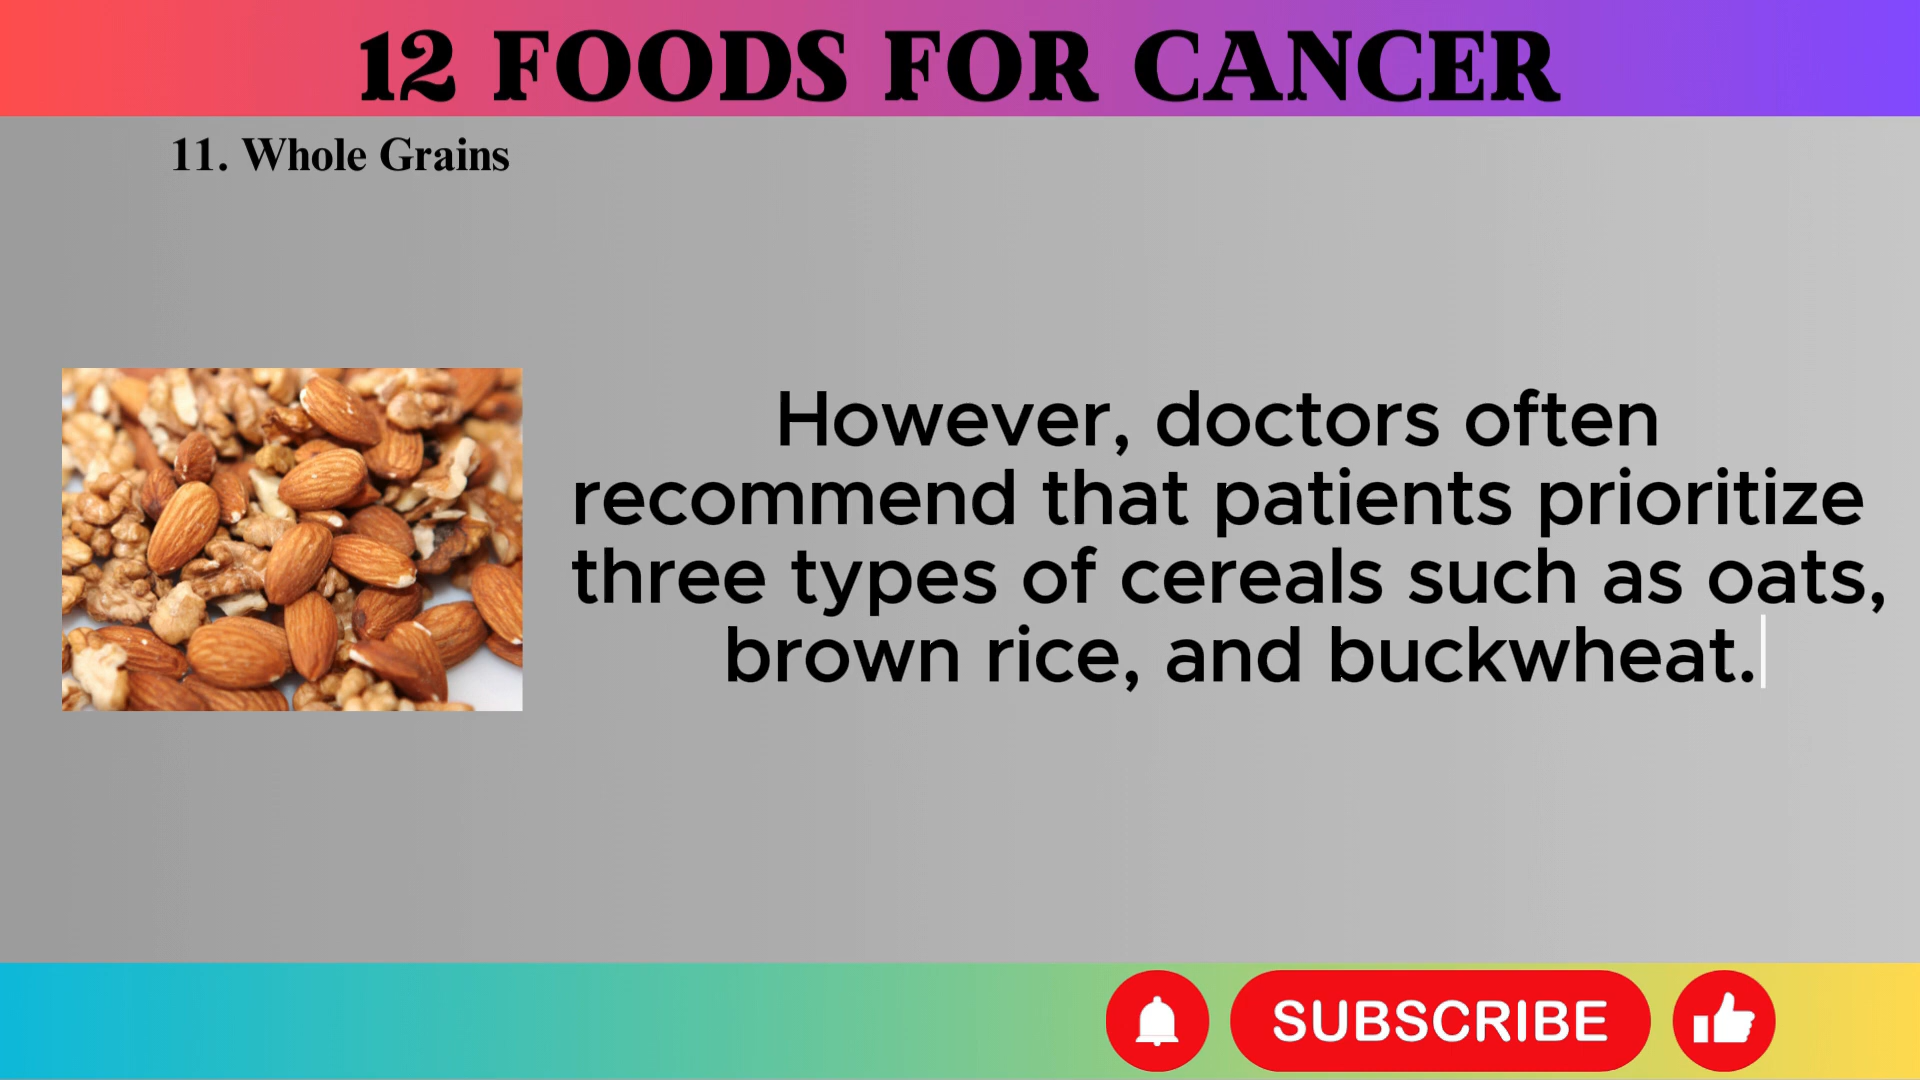 12 FOODS FOR CANCER
11. Whole Grains
However, doctors often
recommend that patients prioritize
three types of cereals such as oats,
brown rice, and buckwheat.
SUBSCRIBE